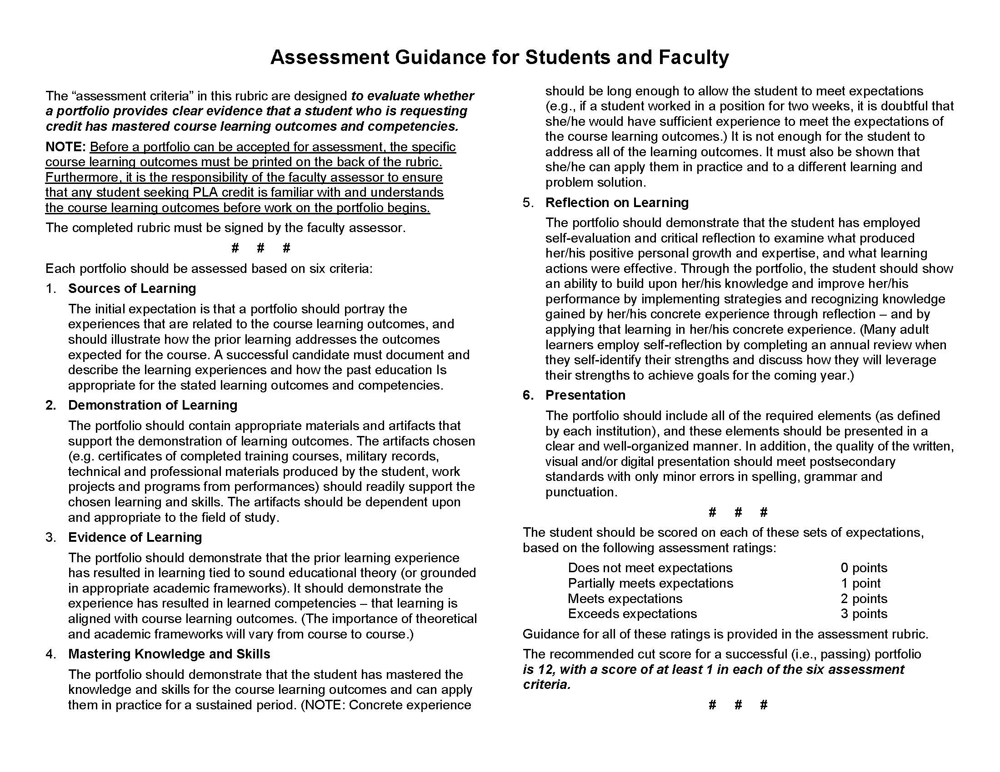 Assessment Guidance for Students and Faculty
The “assessment criteria” in this rubric are designed to evaluate whether
a portfolio provides clear evidence that a student who is requesting
credit has mastered course learning outcomes and competencies.
NOTE: Before a portfolio can be accepted for assessment, the specific
course learning outcomes must be printed on the back of the rubric.
Furthermore, it is the responsibility of the faculty assessor to ensure
that any student seeking PLA credit is familiar with and understands
the course learning outcomes before work on the portfolio begins.
The completed rubric must be signed by the faculty assessor.
# # #
Each portfolio should be assessed based on six criteria:
1. Sources of Learning
The initial expectation is that a portfolio should portray the
experiences that are related to the course learning outcomes, and
should illustrate how the prior learning addresses the outcomes
expected for the course. A successful candidate must document and
describe the learning experiences and how the past education Is
appropriate for the stated learning outcomes and competencies.
2. Demonstration of Learning
The portfolio should contain appropriate materials and artifacts that
support the demonstration of learning outcomes. The artifacts chosen
(e.g. certificates of completed training courses, military records,
technical and professional materials produced by the student, work
projects and programs from performances) should readily support the
chosen learning and skills. The artifacts should be dependent upon
and appropriate to the field of study.
3. Evidence of Learning
The portfolio should demonstrate that the prior learning experience
has resulted in learning tied to sound educational theory (or grounded
in appropriate academic frameworks). It should demonstrate the
experience has resulted in learned competencies – that learning is
aligned with course learning outcomes. (The importance of theoretical
and academic frameworks will vary from course to course.)
4. Mastering Knowledge and Skills
The portfolio should demonstrate that the student has mastered the
knowledge and skills for the course learning outcomes and can apply
them in practice for a sustained period. (NOTE: Concrete experience
should be long enough to allow the student to meet expectations
(e.g., if a student worked in a position for two weeks, it is doubtful that
she/he would have sufficient experience to meet the expectations of
the course learning outcomes.) It is not enough for the student to
address all of the learning outcomes. It must also be shown that
she/he can apply them in practice and to a different learning and
problem solution.
5. Reflection on Learning
The portfolio should demonstrate that the student has employed
self-evaluation and critical reflection to examine what produced
her/his positive personal growth and expertise, and what learning
actions were effective. Through the portfolio, the student should show
an ability to build upon her/his knowledge and improve her/his
performance by implementing strategies and recognizing knowledge
gained by her/his concrete experience through reflection – and by
applying that learning in her/his concrete experience. (Many adult
learners employ self-reflection by completing an annual review when
they self-identify their strengths and discuss how they will leverage
their strengths to achieve goals for the coming year.)
6. Presentation
The portfolio should include all of the required elements (as defined
by each institution), and these elements should be presented in a
clear and well-organized manner. In addition, the quality of the written,
visual and/or digital presentation should meet postsecondary
standards with only minor errors in spelling, grammar and
punctuation.
# # #
The student should be scored on each of these sets of expectations,
based on the following assessment ratings:
Does not meet expectations 0 points
Partially meets expectations 1 point
Meets expectations 2 points
Exceeds expectations 3 points
Guidance for all of these ratings is provided in the assessment rubric.
The recommended cut score for a successful (i.e., passing) portfolio
is 12, with a score of at least 1 in each of the six assessment
criteria.
# # #